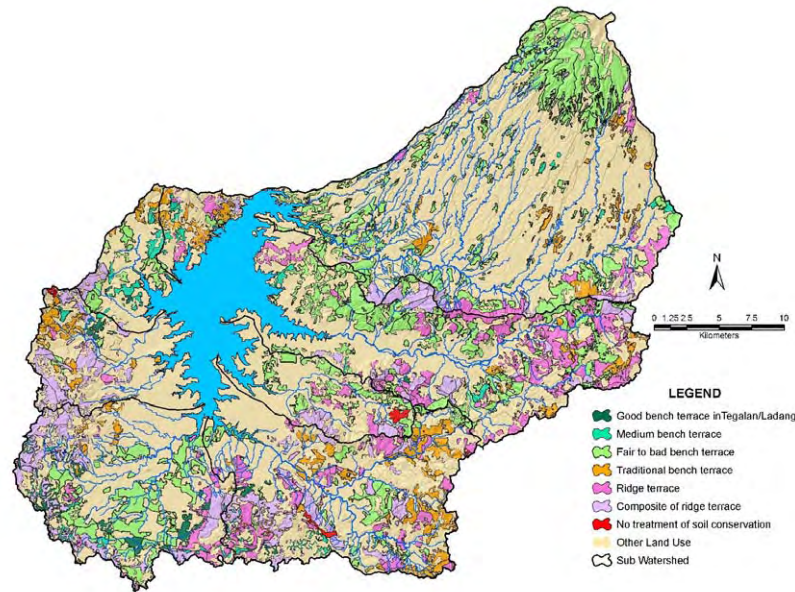 N
0 1.25 2.5 5 7.5 10
Kilometers
LEGEND
Good bench terrace inTegalan/Ladang
Medium bench terrace
Fair to bad bench terrace
Traditional bench terrace
Ridge terrace
Composite of ridge terrace
No treatment of soil conservation
Other Land Use
Sub Watershed